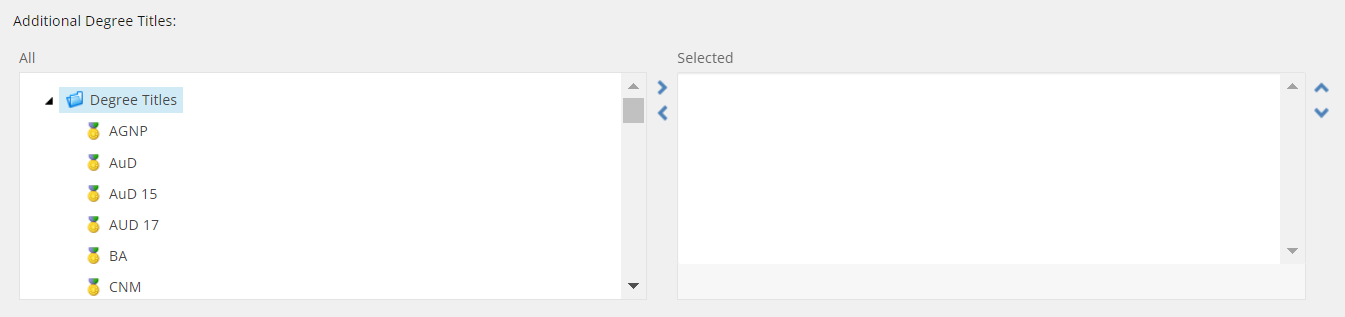 Additional Degree Titles:
All
Selected
Degree Titles
AGNP
AuD
AuD 15
AUD 17
BA
CNM